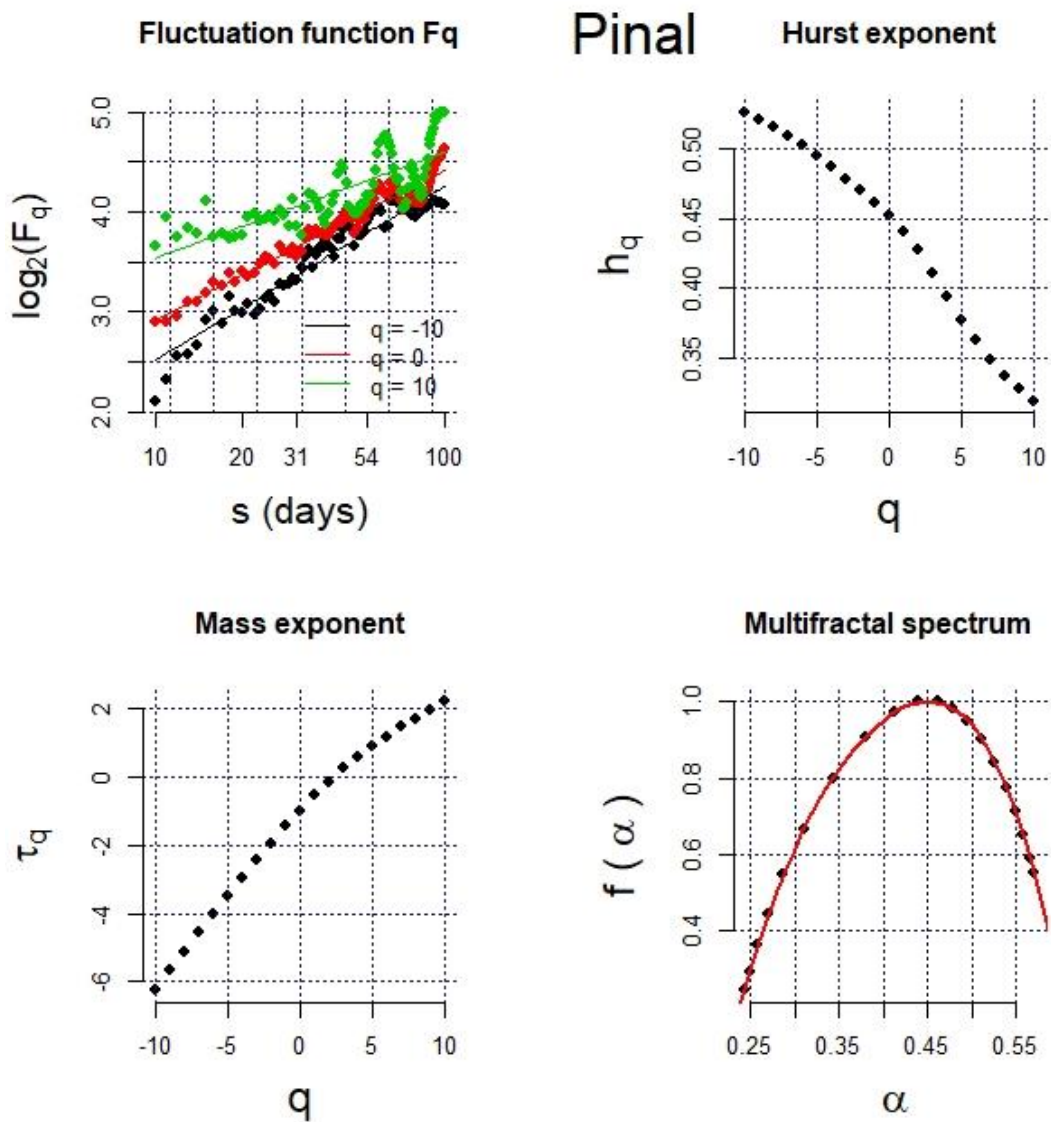 Pinal
Fluctuation function Fq
log2(Fq)
5.0
4.0
3.0
2.0
q = -10
q = 0
q = 10
10 20 31 54 100
s (days)
Hurst exponent
hq
0.50
0.45
0.40
0.35
-10 -5 0 5 10
q
Mass exponent
τq
2
0
-2
-4
-6
-10 -5 0 5 10
q
Multifractal spectrum
f ( α )
1.0
0.8
0.6
0.4
0.25 0.35 0.45 0.55
α